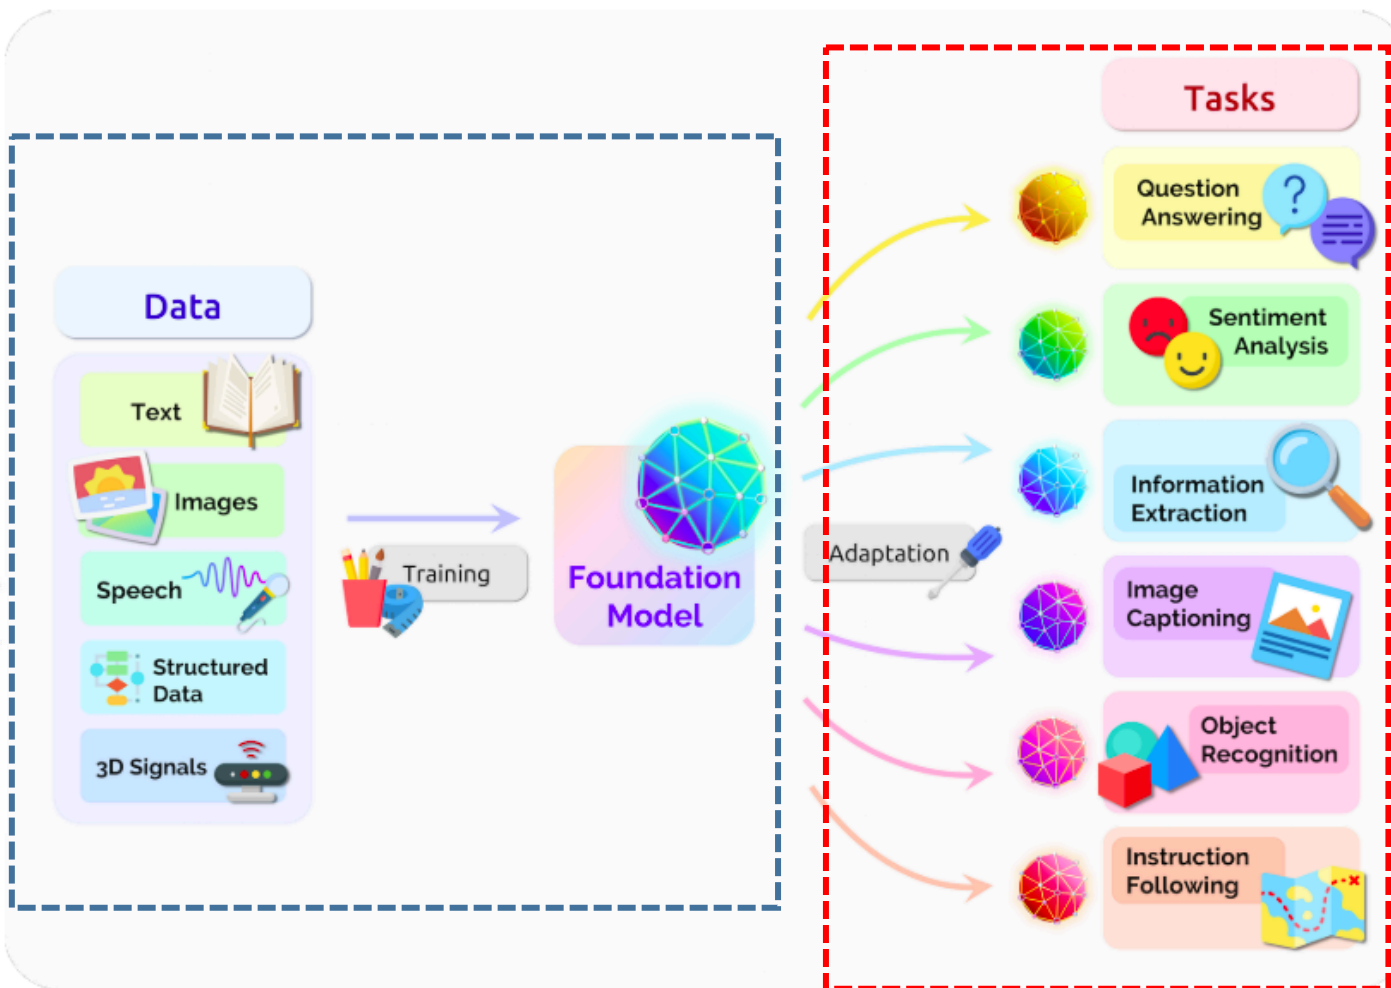 Data
Text
Images
Speech
Structured
Data
3D Signals
Training
Foundation
Model
Adaptation
Tasks
Question
Answering
?
Sentiment
Analysis
Information
Extraction
Image
Captioning
Object
Recognition
Instruction
Following